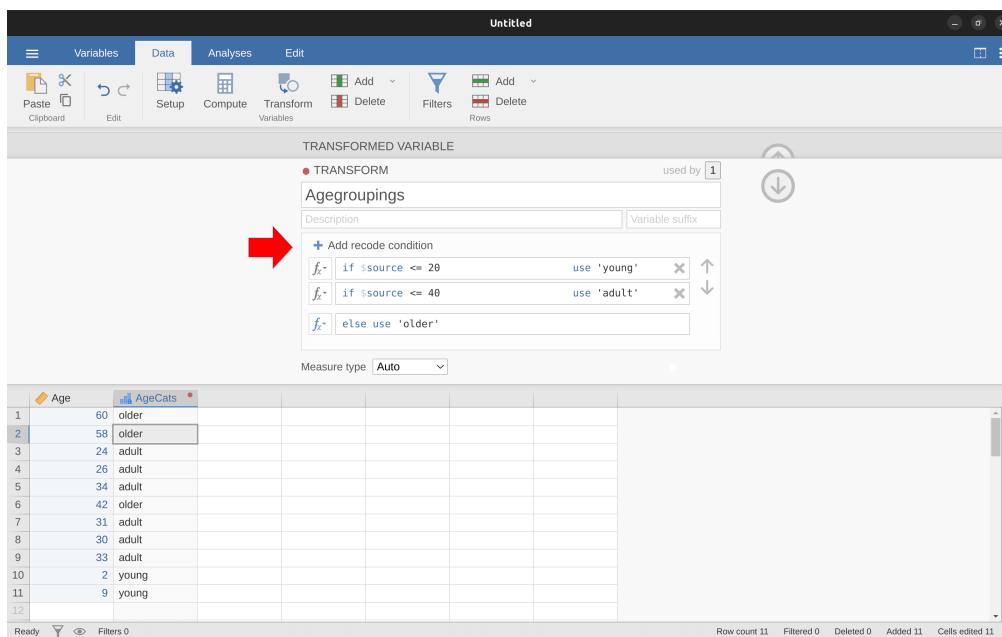 Untitled
Variables Data Analyses Edit
Paste Setup Compute Transform Add Delete Filters Add Delete
Clipboard Edit Variables Rows
TRANSFORMED VARIABLE
TRANSFORM used by 1
Agegroupings
Description Variable suffix
Add recode condition
fx if $source <= 20 use 'young'
fx if $source <= 40 use 'adult'
fx else use 'older'
Measure type Auto
Age AgeCats
1 60 older
2 58 older
3 24 adult
4 26 adult
5 34 adult
6 42 older
7 31 adult
8 30 adult
9 33 adult
10 2 young
11 9 young
12
Ready Filters 0 Row count 11 Filtered 0 Deleted 0 Added 11 Cells edited 11